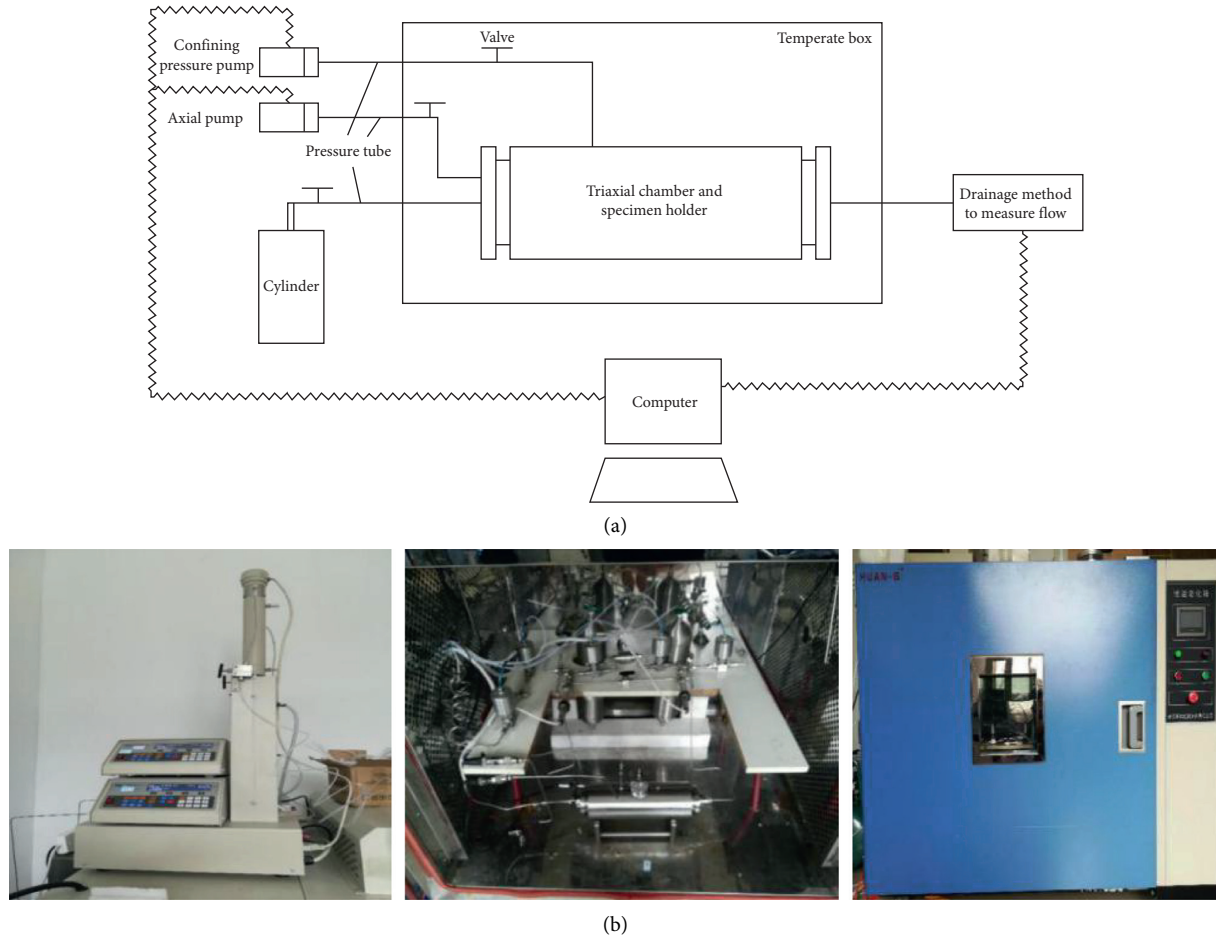 Confining
pressure pump
Valve
Temperate box
Axial pump
Pressure tube
Triaxial chamber and
specimen holder
Drainage method
to measure flow
Cylinder
Computer
(a)
HUAN-B
(b)